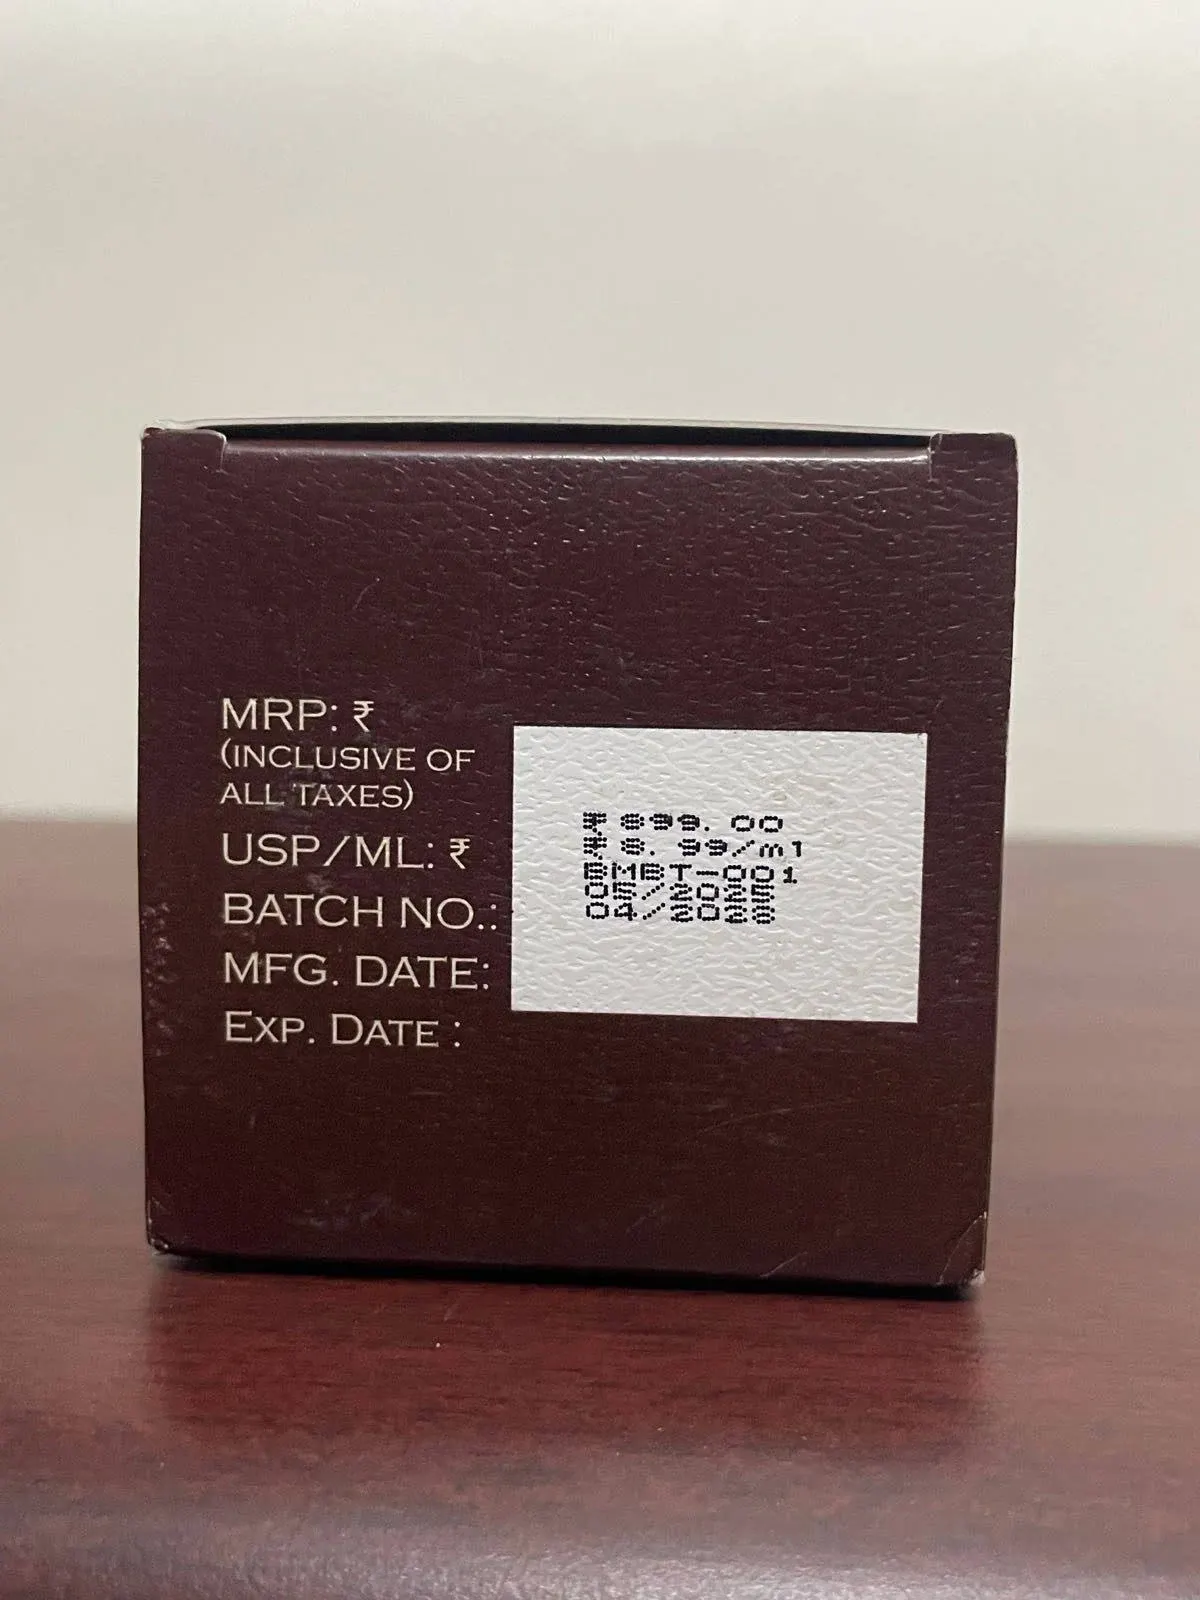 MRP: ₹
(INCLUSIVE OF
ALL TAXES)
USP/ML: ₹
BATCH NO.:
MFG. DATE:
EXP. DATE :
₹ 899.00
₹ 8.99/ml
BMBT-001
05/2025
04/2028